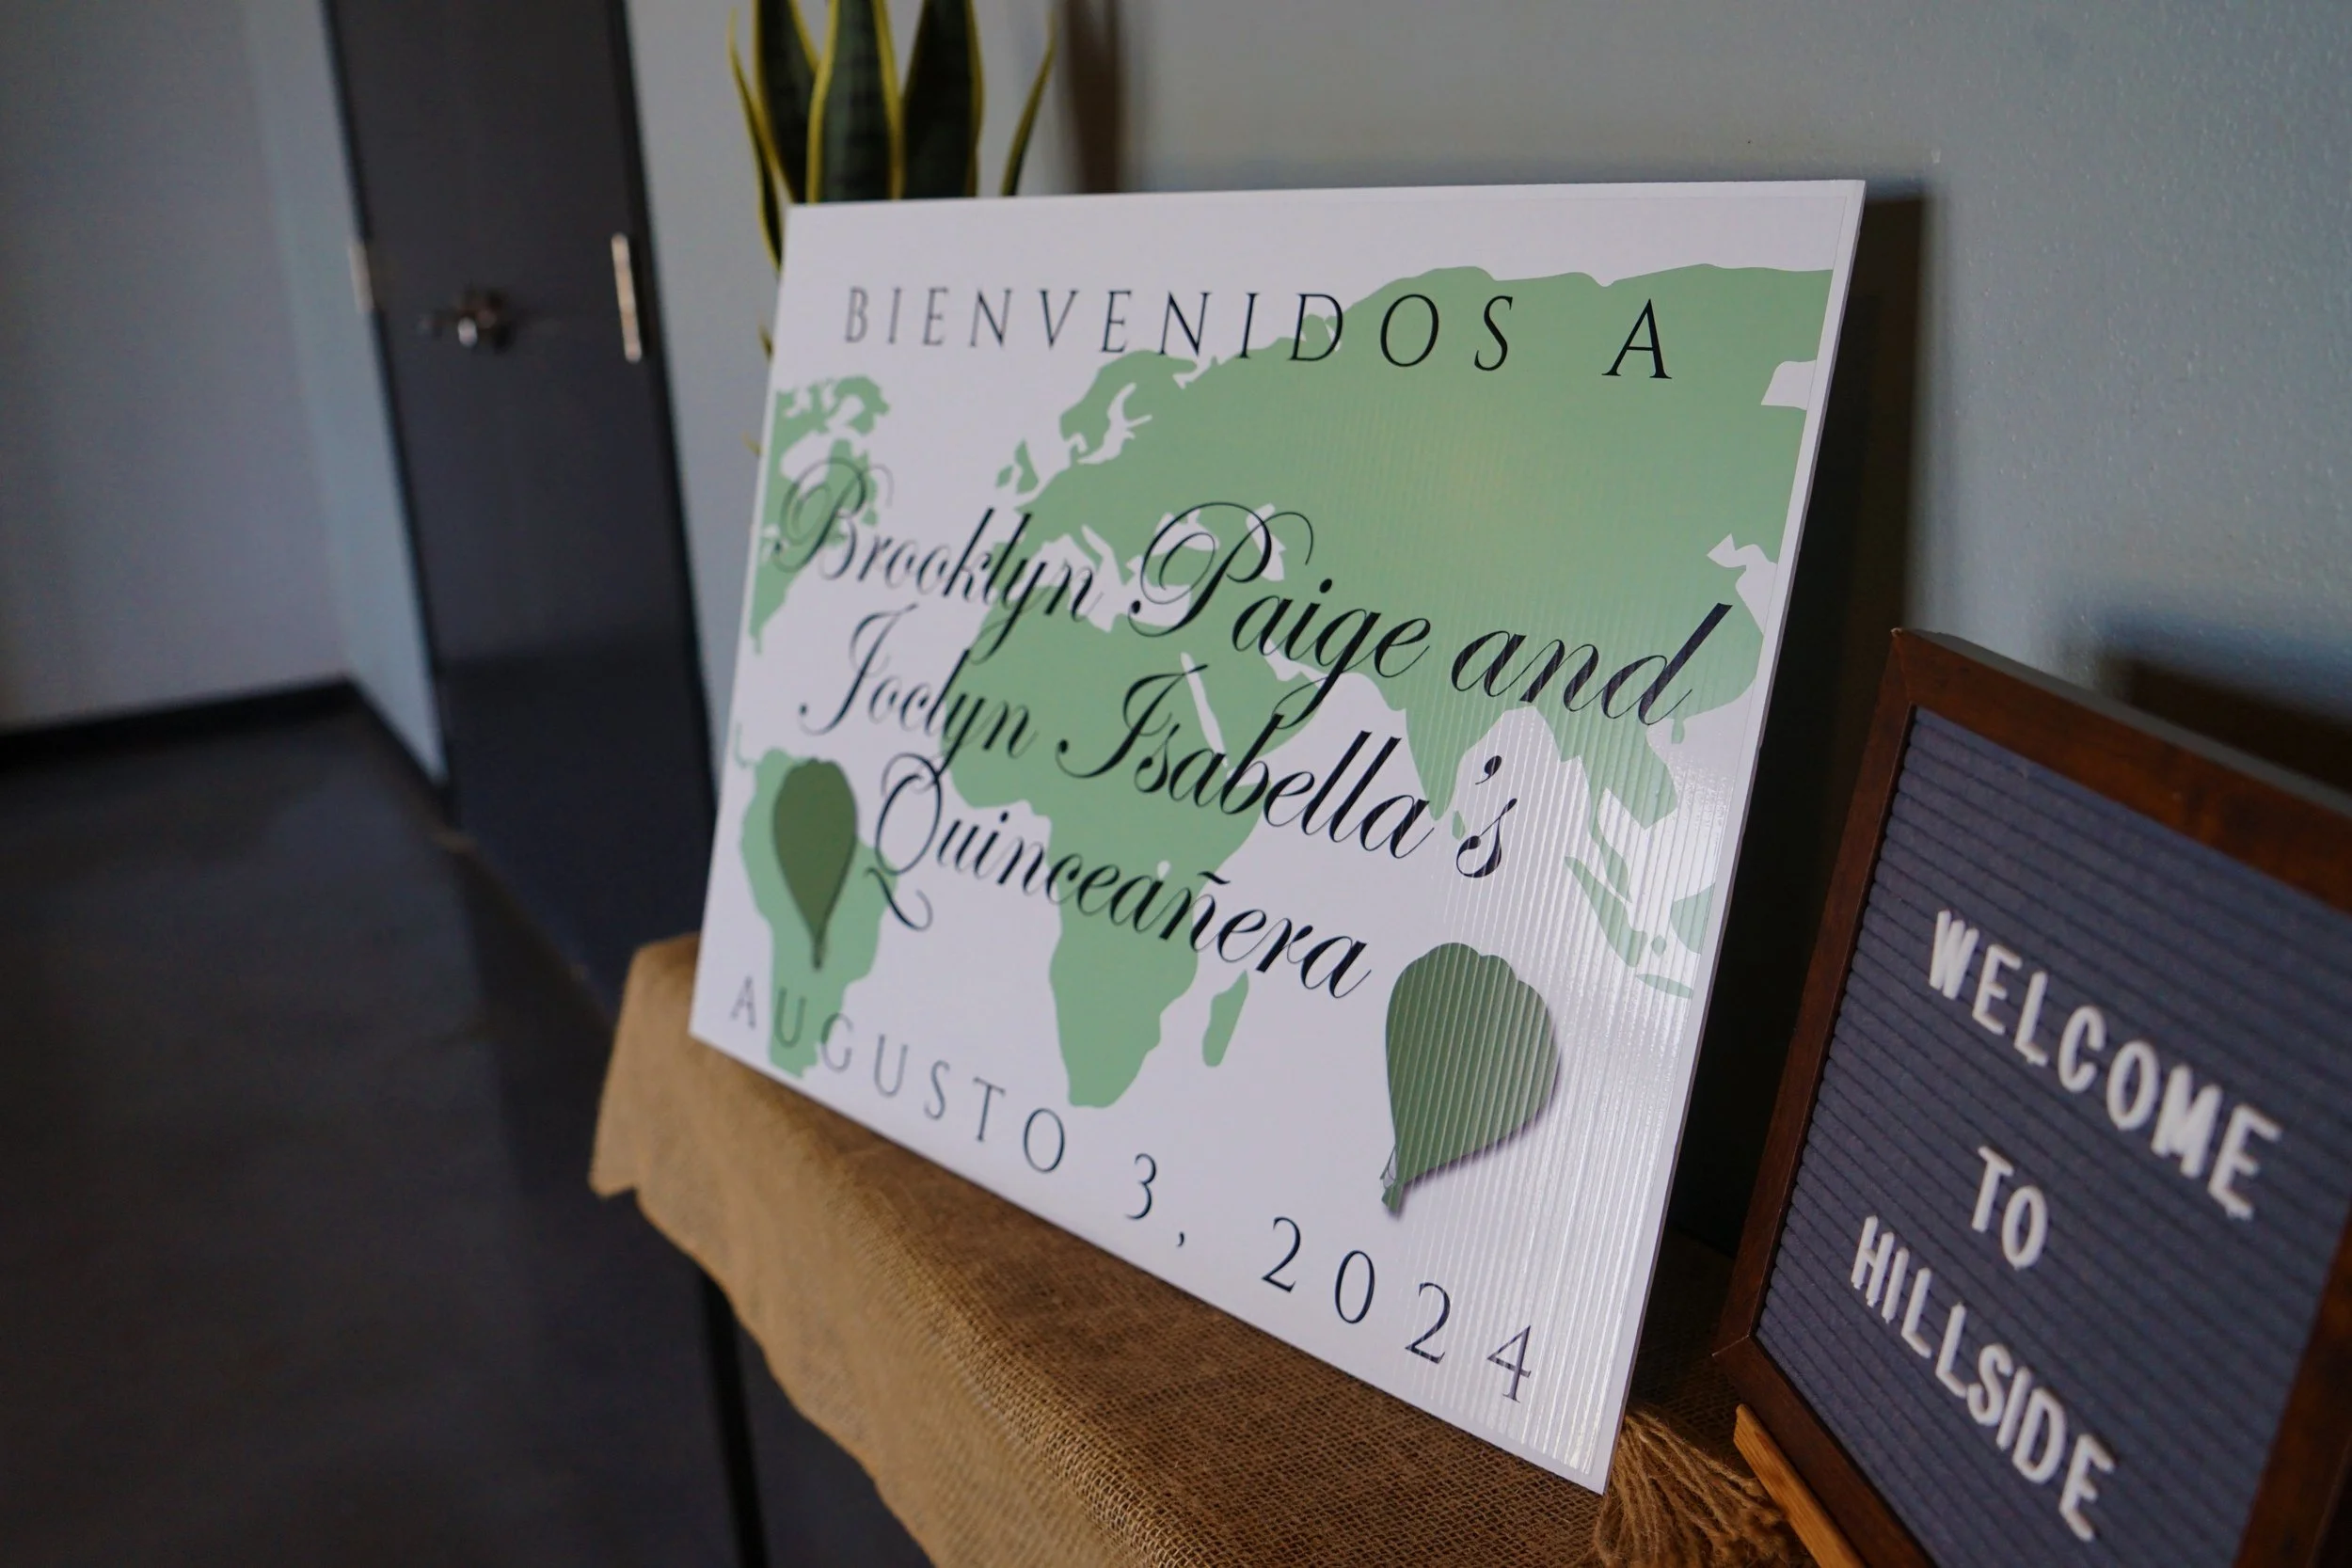 BIENVENIDOS A
Brooklyn Paige and
Joclyn Isabella's
Quinceañera
AUGUSTO 3, 2024
WELCOME
TO
HILLSIDE